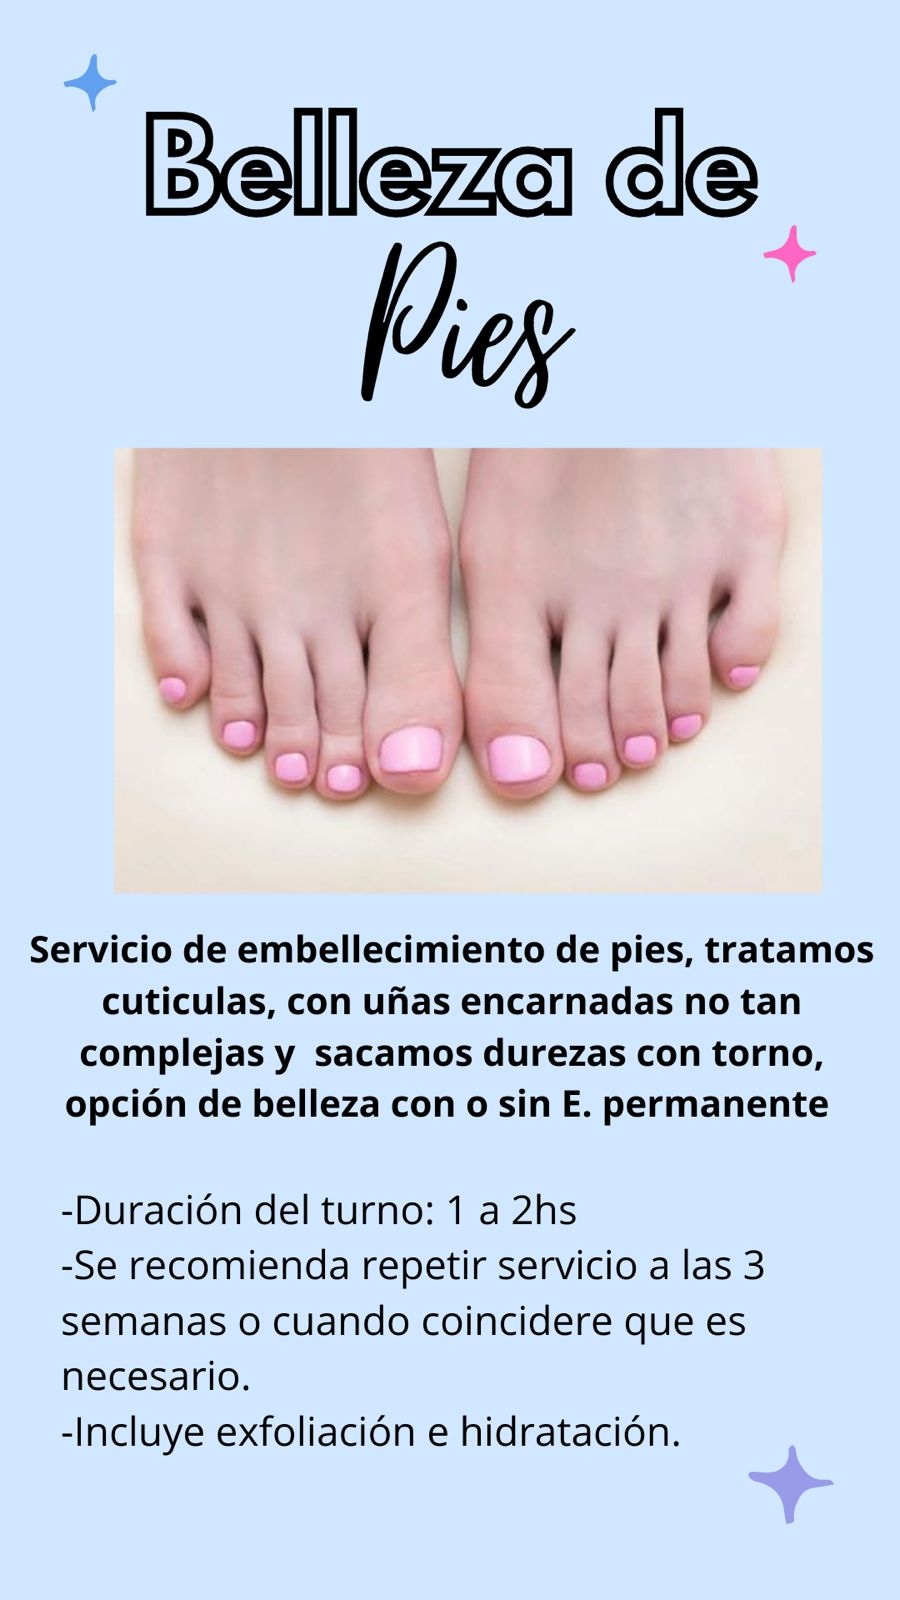 Belleza de
Pies
Servicio de embellecimiento de pies, tratamos
cuticulas, con uñas encarnadas no tan
complejas y  sacamos durezas con torno,
opción de belleza con o sin E. permanente
-Duración del turno: 1 a 2hs
-Se recomienda repetir servicio a las 3
semanas o cuando coincidere que es
necesario.
-Incluye exfoliación e hidratación.